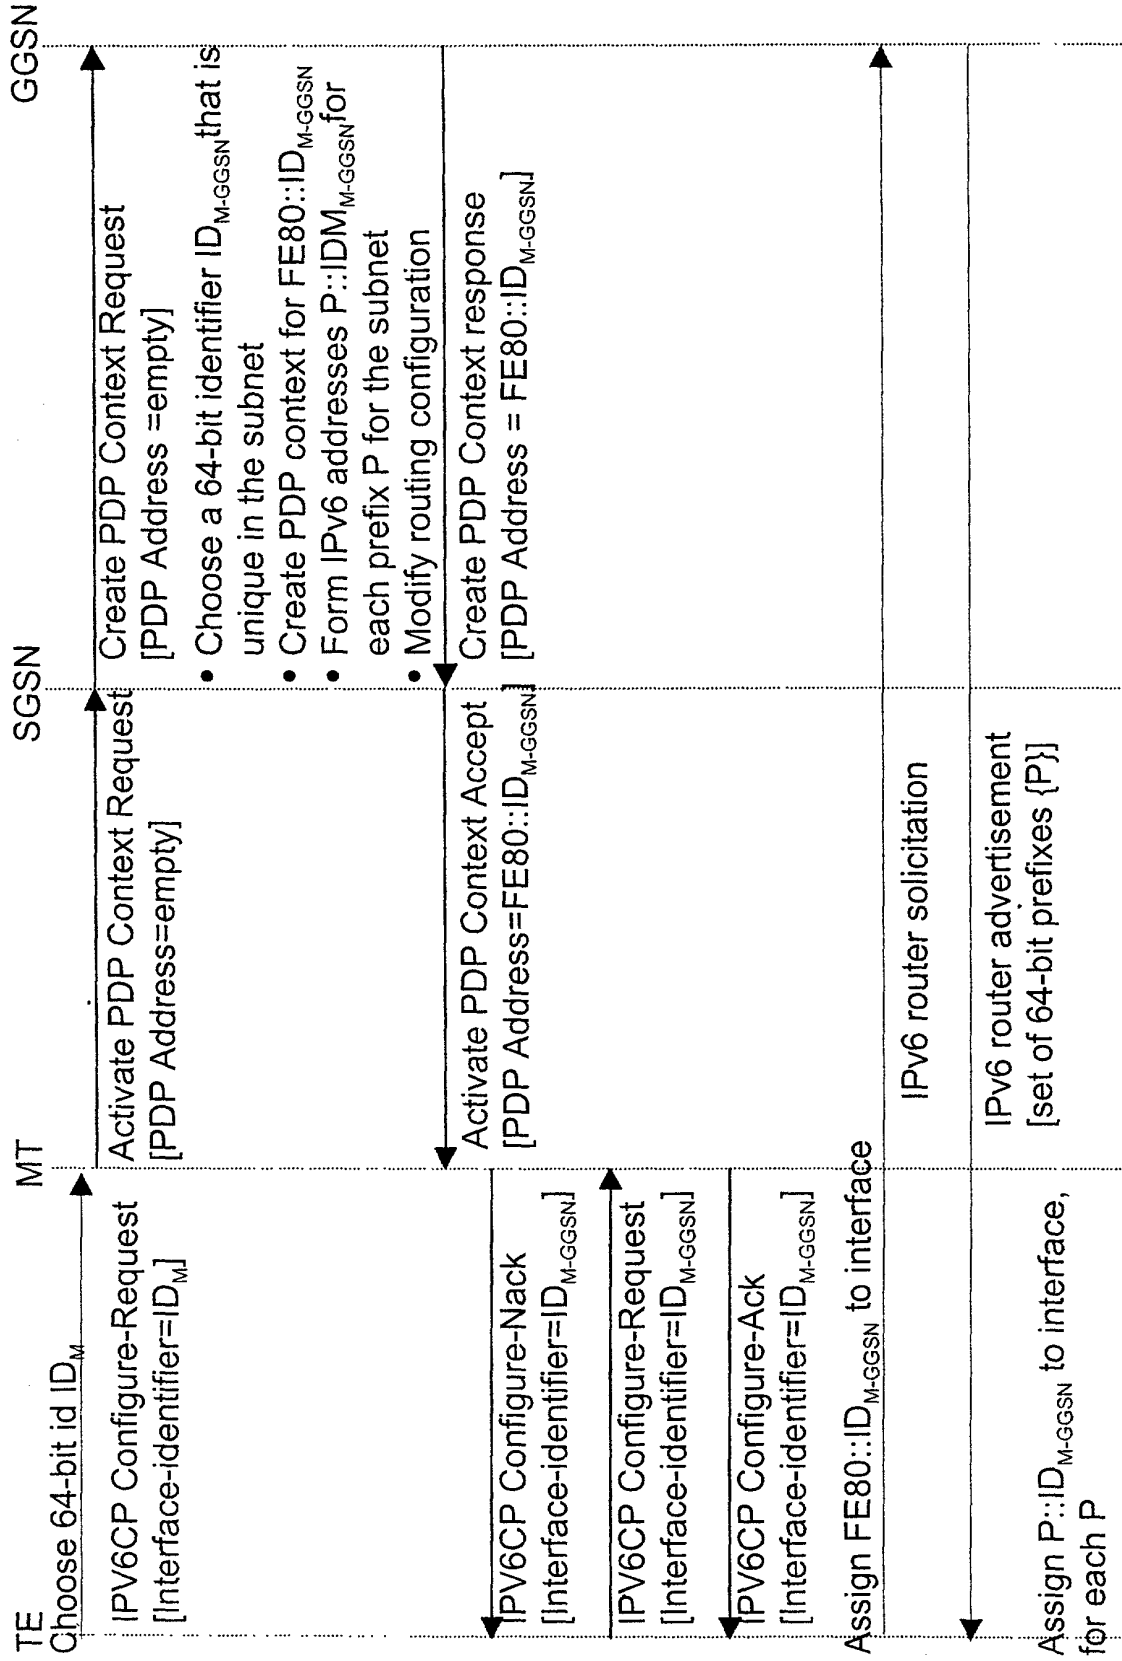 TE
MT
SGSN
GGSN
Choose 64-bit id ID_M
IPV6CP Configure-Request
[Interface-identifier=ID_M]
Activate PDP Context Request
[PDP Address=empty]
Create PDP Context Request
[PDP Address =empty]
• Choose a 64-bit identifier ID_M-GGSN that is
unique in the subnet
• Create PDP context for FE80::ID_M-GGSN
• Form IPv6 addresses P::IDM_M-GGSN for
each prefix P for the subnet
• Modify routing configuration
Create PDP Context response
[PDP Address = FE80::ID_M-GGSN]
Activate PDP Context Accept
[PDP Address=FE80::ID_M-GGSN]
IPV6CP Configure-Nack
[Interface-identifier=ID_M-GGSN]
IPV6CP Configure-Request
[Interface-identifier=ID_M-GGSN]
IPV6CP Configure-Ack
[Interface-identifier=ID_M-GGSN]
Assign FE80::ID_M-GGSN to interface
IPv6 router solicitation
IPv6 router advertisement
[set of 64-bit prefixes {P}]
Assign P::ID_M-GGSN to interface,
for each P